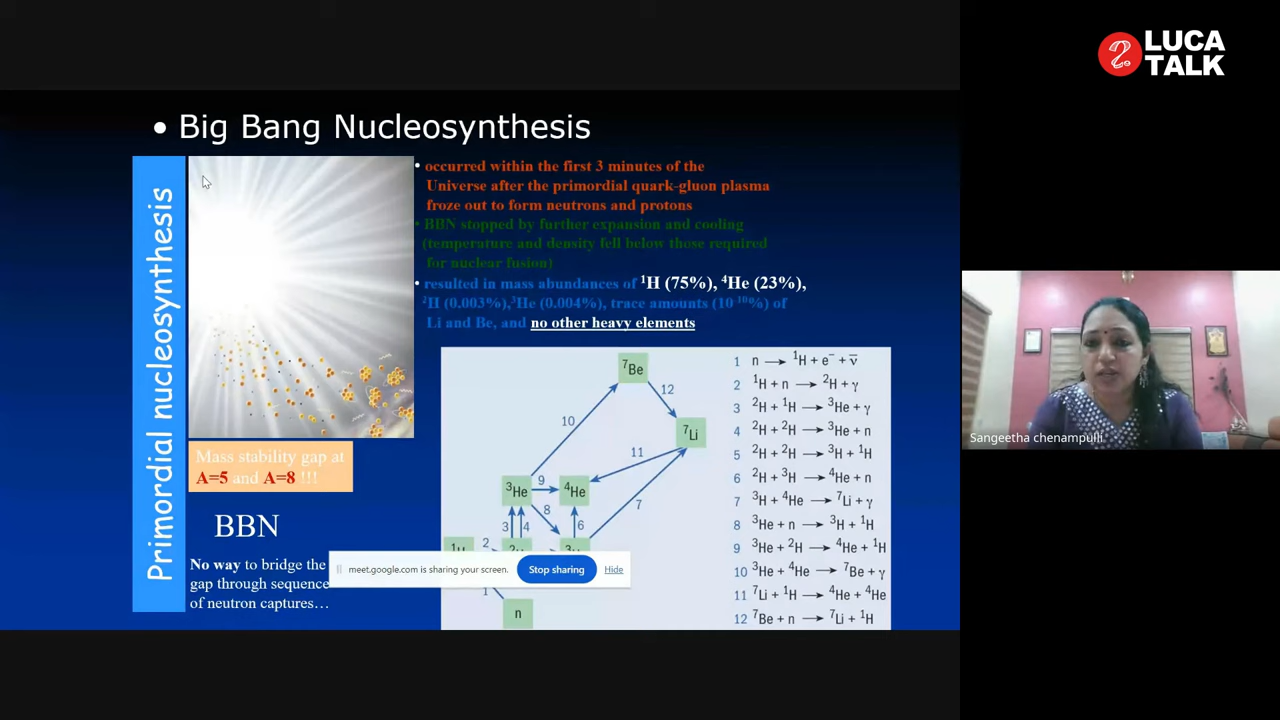 LUCA
TALK
• Big Bang Nucleosynthesis
Primordial nucleosynthesis
• occurred within the first 3 minutes of the
Universe after the primordial quark-gluon plasma
froze out to form neutrons and protons
• BBN stopped by further expansion and cooling
(temperature and density fell below those required
for nuclear fusion)
• resulted in mass abundances of ¹H (75%), ⁴He (23%),
²H (0.003%), ³He (0.004%), trace amounts (10⁻¹⁰%) of
Li and Be, and no other heavy elements
Mass stability gap at
A=5 and A=8 !!!
BBN
No way to bridge the
gap through sequence
of neutron captures…
⁷Be
12
10
⁷Li
11
³He
9
⁴He
8
7
3
4
6
2
1
n
1 n → ¹H + e⁻ + ν̄
2 ¹H + n → ²H + γ
3 ²H + ¹H → ³He + γ
4 ²H + ²H → ³He + n
5 ²H + ²H → ³H + ¹H
6 ²H + ³H → ⁴He + n
7 ³H + ⁴He → ⁷Li + γ
8 ³He + n → ³H + ¹H
9 ³He + ²H → ⁴He + ¹H
10 ³He + ⁴He → ⁷Be + γ
11 ⁷Li + ¹H → ⁴He + ⁴He
12 ⁷Be + n → ⁷Li + ¹H
meet.google.com is sharing your screen.
Stop sharing
Hide
Sangeetha chenampulli